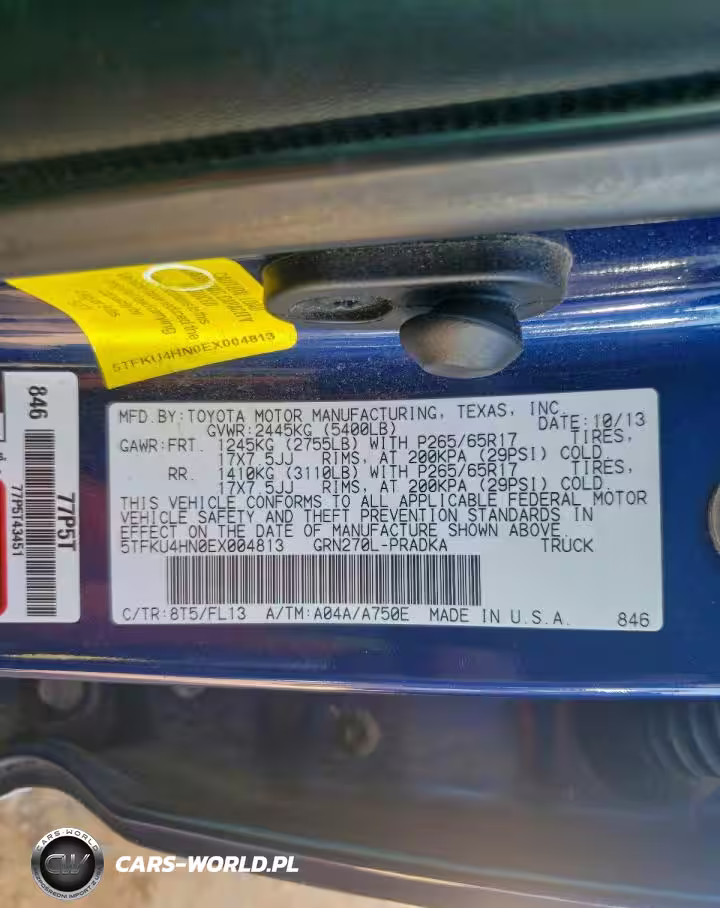 5TFKU4HN0EX004813
846
77P5T
77P5T43451
MFD.BY:TOYOTA MOTOR MANUFACTURING, TEXAS, INC.
GVWR:2445KG (5400LB) DATE:10/13
GAWR:FRT. 1245KG (2755LB) WITH P265/65R17 TIRES,
17X7.5JJ RIMS, AT 200KPA (29PSI) COLD.
RR. 1410KG (3110LB) WITH P265/65R17 TIRES,
17X7.5JJ RIMS, AT 200KPA (29PSI) COLD.
THIS VEHICLE CONFORMS TO ALL APPLICABLE FEDERAL MOTOR
VEHICLE SAFETY AND THEFT PREVENTION STANDARDS IN
EFFECT ON THE DATE OF MANUFACTURE SHOWN ABOVE.
5TFKU4HN0EX004813 GRN270L-PRADKA TRUCK
C/TR:8T5/FL13 A/TM:A04A/A750E MADE IN U.S.A. 846
CARS-WORLD
CW
CARS-WORLD.PL